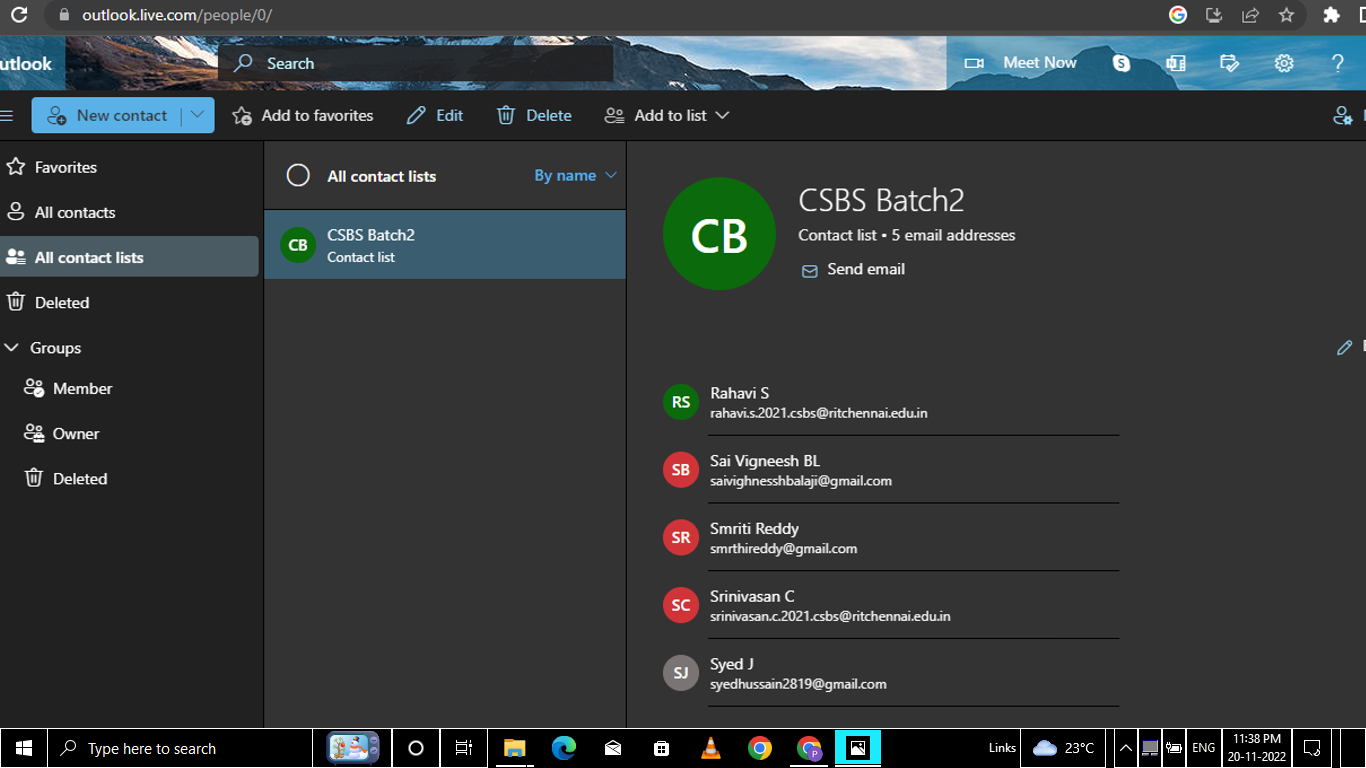 outlook.live.com/people/0/
utlook
Search
Meet Now
New contact
Add to favorites
Edit
Delete
Add to list
Favorites
All contacts
All contact lists
Deleted
Groups
Member
Owner
Deleted
All contact lists
By name
CB
CSBS Batch2
Contact list
CB
CSBS Batch2
Contact list • 5 email addresses
Send email
RS
Rahavi S
rahavi.s.2021.csbs@ritchennai.edu.in
SB
Sai Vigneesh BL
saivighnesshbalaji@gmail.com
SR
Smriti Reddy
smrthireddy@gmail.com
SC
Srinivasan C
srinivasan.c.2021.csbs@ritchennai.edu.in
SJ
Syed J
syedhussain2819@gmail.com
Type here to search
Links
23°C
ENG
11:38 PM
20-11-2022